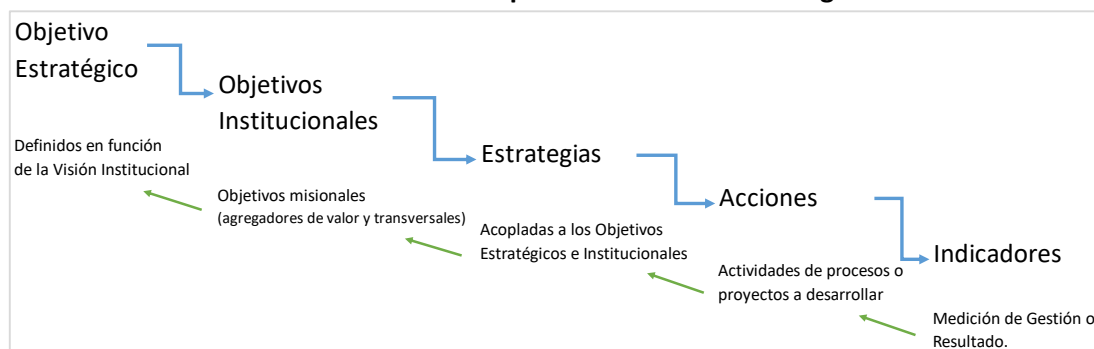 Objetivo
Estratégico
Definidos en función
de la Visión Institucional
Objetivos
Institucionales
Objetivos misionales
(agregadores de valor y transversales)
Estrategias
Acopladas a los Objetivos
Estratégicos e Institucionales
Acciones
Actividades de procesos o
proyectos a desarrollar
Indicadores
Medición de Gestión o
Resultado.